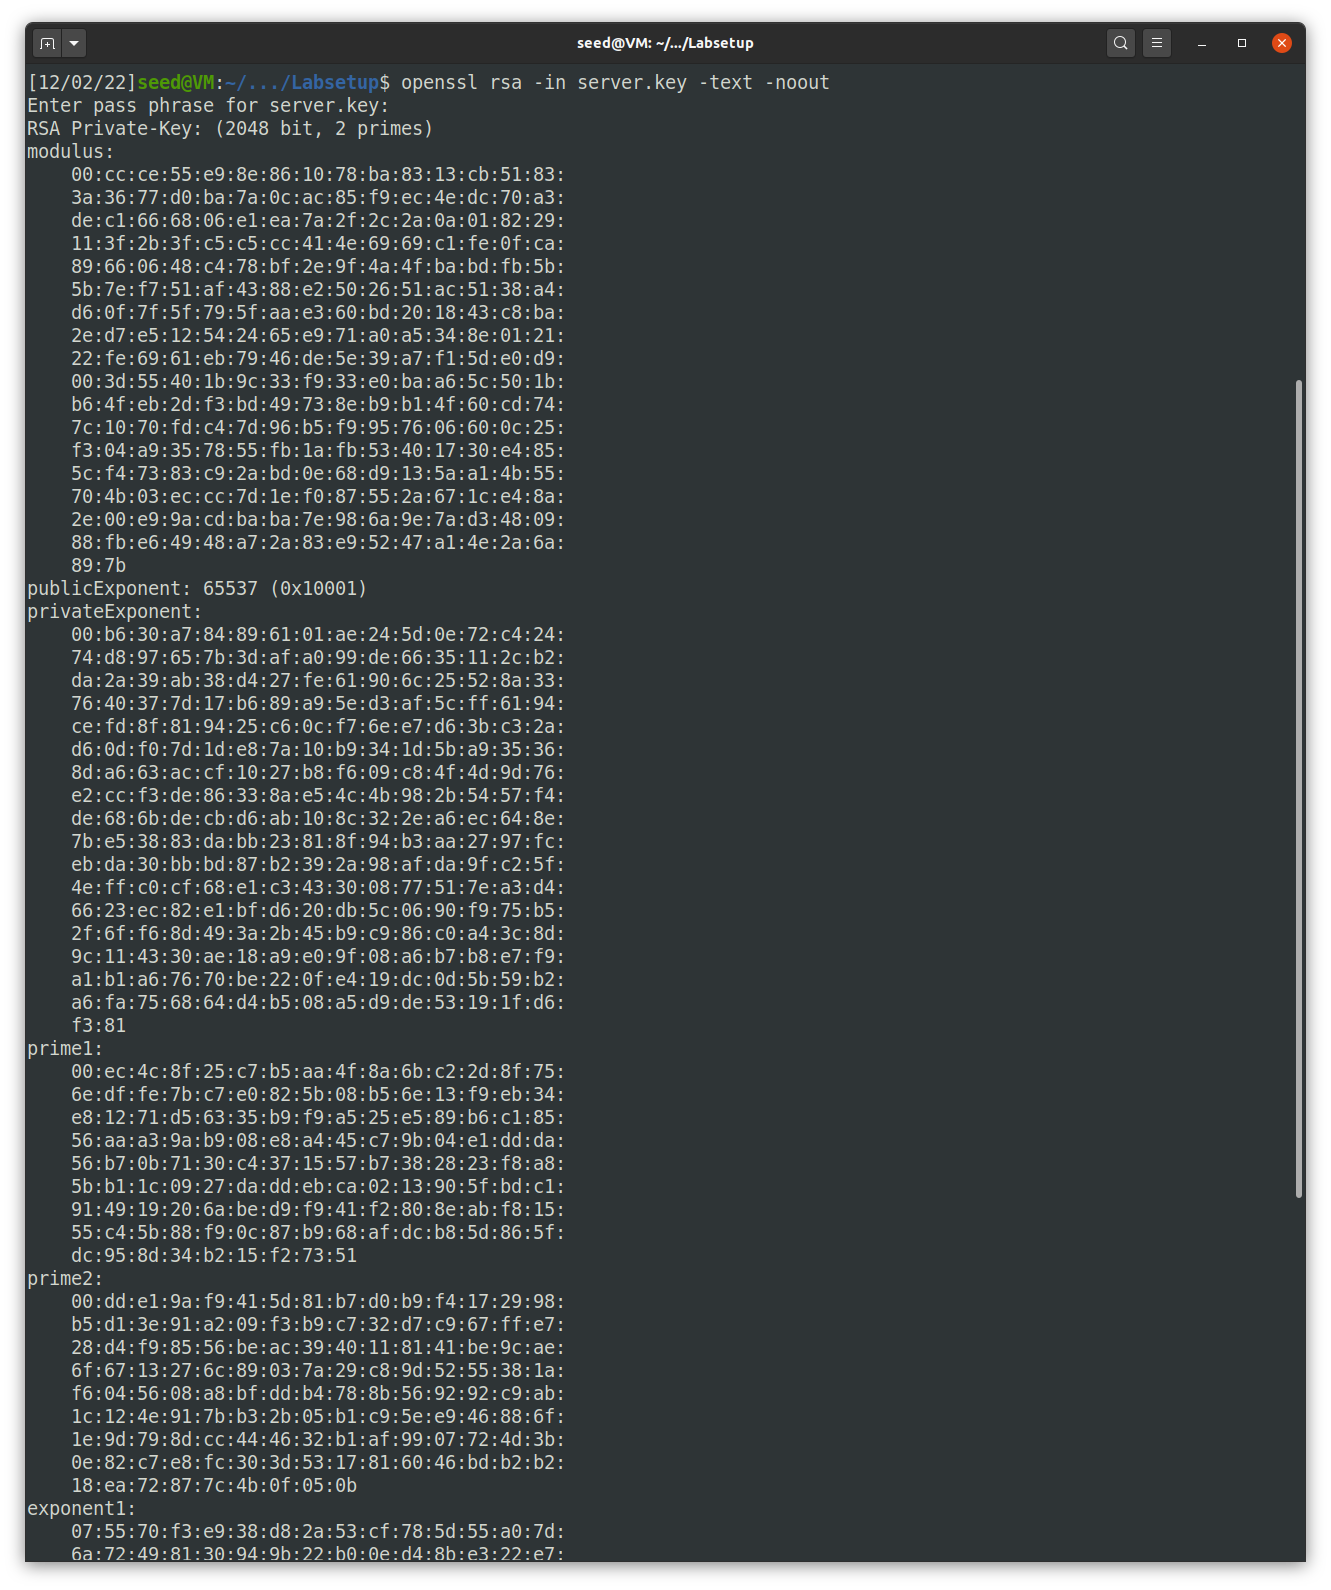 seed@VM: ~/.../Labsetup
[12/02/22]seed@VM:~/.../Labsetup$ openssl rsa -in server.key -text -noout
Enter pass phrase for server.key:
RSA Private-Key: (2048 bit, 2 primes)
modulus:
    00:cc:ce:55:e9:8e:86:10:78:ba:83:13:cb:51:83:
    3a:36:77:d0:ba:7a:0c:ac:85:f9:ec:4e:dc:70:a3:
    de:c1:66:68:06:e1:ea:7a:2f:2c:2a:0a:01:82:29:
    11:3f:2b:3f:c5:c5:cc:41:4e:69:69:c1:fe:0f:ca:
    89:66:06:48:c4:78:bf:2e:9f:4a:4f:ba:bd:fb:5b:
    5b:7e:f7:51:af:43:88:e2:50:26:51:ac:51:38:a4:
    d6:0f:7f:5f:79:5f:aa:e3:60:bd:20:18:43:c8:ba:
    2e:d7:e5:12:54:24:65:e9:71:a0:a5:34:8e:01:21:
    22:fe:69:61:eb:79:46:de:5e:39:a7:f1:5d:e0:d9:
    00:3d:55:40:1b:9c:33:f9:33:e0:ba:a6:5c:50:1b:
    b6:4f:eb:2d:f3:bd:49:73:8e:b9:b1:4f:60:cd:74:
    7c:10:70:fd:c4:7d:96:b5:f9:95:76:06:60:0c:25:
    f3:04:a9:35:78:55:fb:1a:fb:53:40:17:30:e4:85:
    5c:f4:73:83:c9:2a:bd:0e:68:d9:13:5a:a1:4b:55:
    70:4b:03:ec:cc:7d:1e:f0:87:55:2a:67:1c:e4:8a:
    2e:00:e9:9a:cd:ba:ba:7e:98:6a:9e:7a:d3:48:09:
    88:fb:e6:49:48:a7:2a:83:e9:52:47:a1:4e:2a:6a:
    89:7b
publicExponent: 65537 (0x10001)
privateExponent:
    00:b6:30:a7:84:89:61:01:ae:24:5d:0e:72:c4:24:
    74:d8:97:65:7b:3d:af:a0:99:de:66:35:11:2c:b2:
    da:2a:39:ab:38:d4:27:fe:61:90:6c:25:52:8a:33:
    76:40:37:7d:17:b6:89:a9:5e:d3:af:5c:ff:61:94:
    ce:fd:8f:81:94:25:c6:0c:f7:6e:e7:d6:3b:c3:2a:
    d6:0d:f0:7d:1d:e8:7a:10:b9:34:1d:5b:a9:35:36:
    8d:a6:63:ac:cf:10:27:b8:f6:09:c8:4f:4d:9d:76:
    e2:cc:f3:de:86:33:8a:e5:4c:4b:98:2b:54:57:f4:
    de:68:6b:de:cb:d6:ab:10:8c:32:2e:a6:ec:64:8e:
    7b:e5:38:83:da:bb:23:81:8f:94:b3:aa:27:97:fc:
    eb:da:30:bb:bd:87:b2:39:2a:98:af:da:9f:c2:5f:
    4e:ff:c0:cf:68:e1:c3:43:30:08:77:51:7e:a3:d4:
    66:23:ec:82:e1:bf:d6:20:db:5c:06:90:f9:75:b5:
    2f:6f:f6:8d:49:3a:2b:45:b9:c9:86:c0:a4:3c:8d:
    9c:11:43:30:ae:18:a9:e0:9f:08:a6:b7:b8:e7:f9:
    a1:b1:a6:76:70:be:22:0f:e4:19:dc:0d:5b:59:b2:
    a6:fa:75:68:64:d4:b5:08:a5:d9:de:53:19:1f:d6:
    f3:81
prime1:
    00:ec:4c:8f:25:c7:b5:aa:4f:8a:6b:c2:2d:8f:75:
    6e:df:fe:7b:c7:e0:82:5b:08:b5:6e:13:f9:eb:34:
    e8:12:71:d5:63:35:b9:f9:a5:25:e5:89:b6:c1:85:
    56:aa:a3:9a:b9:08:e8:a4:45:c7:9b:04:e1:dd:da:
    56:b7:0b:71:30:c4:37:15:57:b7:38:28:23:f8:a8:
    5b:b1:1c:09:27:da:dd:eb:ca:02:13:90:5f:bd:c1:
    91:49:19:20:6a:be:d9:f9:41:f2:80:8e:ab:f8:15:
    55:c4:5b:88:f9:0c:87:b9:68:af:dc:b8:5d:86:5f:
    dc:95:8d:34:b2:15:f2:73:51
prime2:
    00:dd:e1:9a:f9:41:5d:81:b7:d0:b9:f4:17:29:98:
    b5:d1:3e:91:a2:09:f3:b9:c7:32:d7:c9:67:ff:e7:
    28:d4:f9:85:56:be:ac:39:40:11:81:41:be:9c:ae:
    6f:67:13:27:6c:89:03:7a:29:c8:9d:52:55:38:1a:
    f6:04:56:08:a8:bf:dd:b4:78:8b:56:92:92:c9:ab:
    1c:12:4e:91:7b:b3:2b:05:b1:c9:5e:e9:46:88:6f:
    1e:9d:79:8d:cc:44:46:32:b1:af:99:07:72:4d:3b:
    0e:82:c7:e8:fc:30:3d:53:17:81:60:46:bd:b2:b2:
    18:ea:72:87:7c:4b:0f:05:0b
exponent1:
    07:55:70:f3:e9:38:d8:2a:53:cf:78:5d:55:a0:7d:
    6a:72:49:81:30:94:9b:22:b0:0e:d4:8b:e3:22:e7: